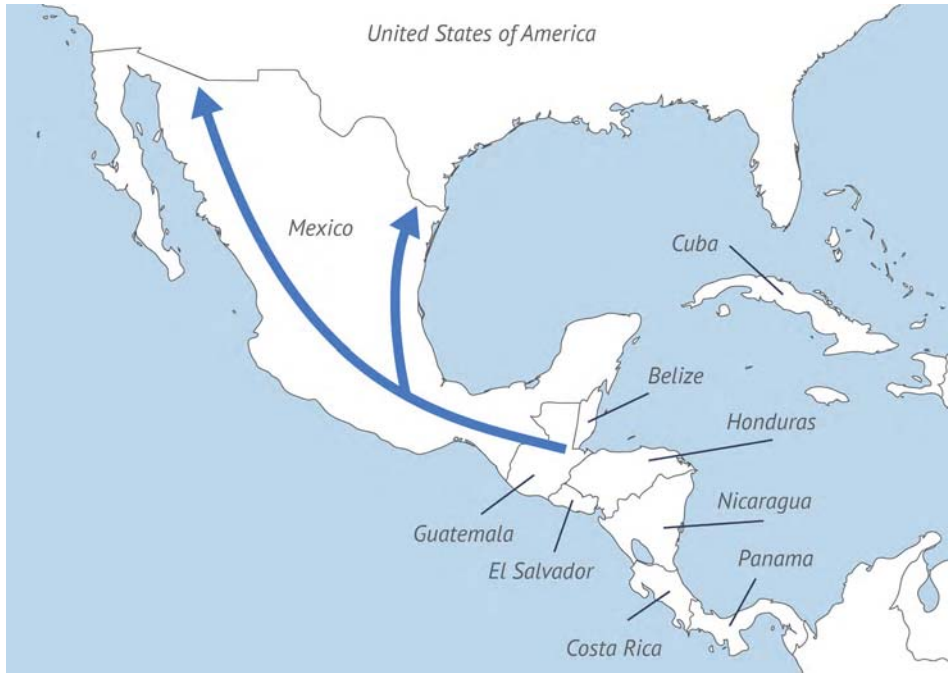 United States of America
Mexico
Cuba
Belize
Honduras
Nicaragua
Guatemala
El Salvador
Panama
Costa Rica